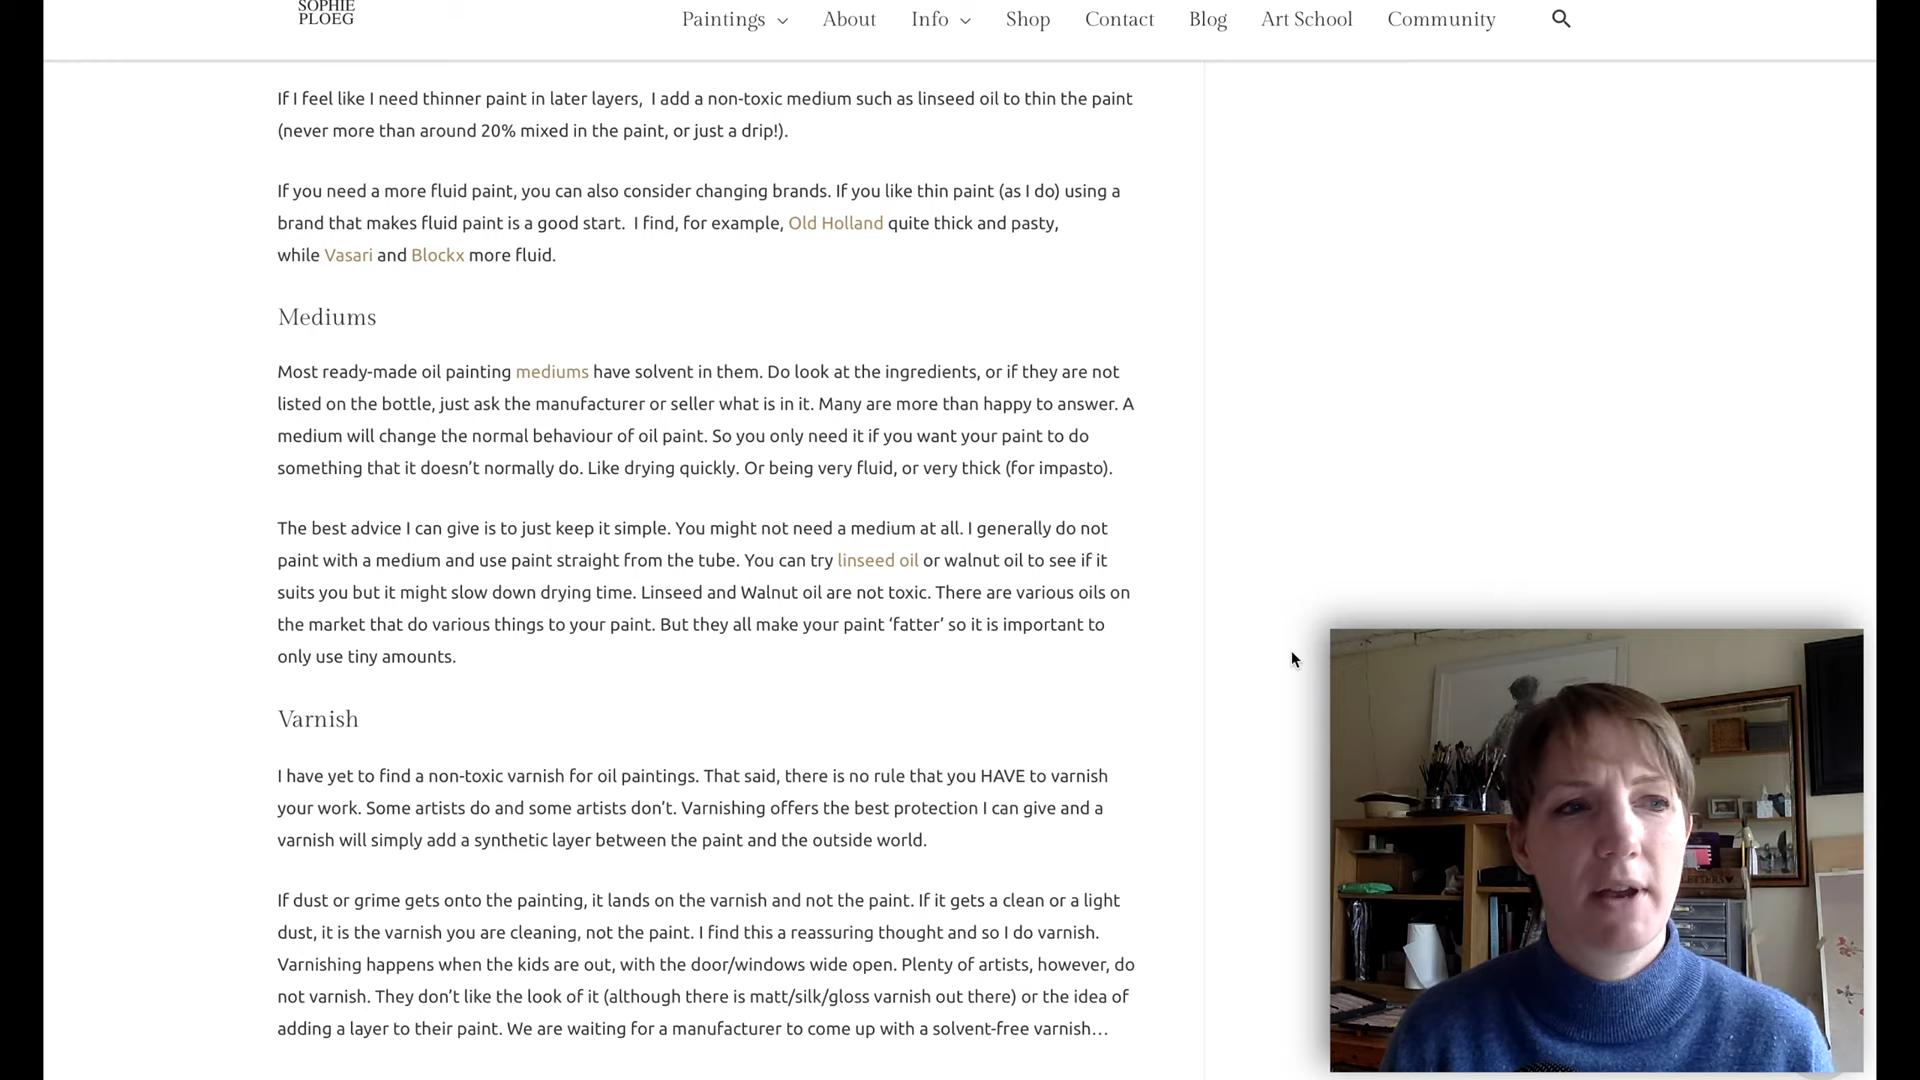 SOPHIE
PLOEG
Paintings
About
Info
Shop
Contact
Blog
Art School
Community
If I feel like I need thinner paint in later layers,  I add a non-toxic medium such as linseed oil to thin the paint
(never more than around 20% mixed in the paint, or just a drip!).
If you need a more fluid paint, you can also consider changing brands. If you like thin paint (as I do) using a
brand that makes fluid paint is a good start.  I find, for example, Old Holland quite thick and pasty,
while Vasari and Blockx more fluid.
Mediums
Most ready-made oil painting mediums have solvent in them. Do look at the ingredients, or if they are not
listed on the bottle, just ask the manufacturer or seller what is in it. Many are more than happy to answer. A
medium will change the normal behaviour of oil paint. So you only need it if you want your paint to do
something that it doesn’t normally do. Like drying quickly. Or being very fluid, or very thick (for impasto).
The best advice I can give is to just keep it simple. You might not need a medium at all. I generally do not
paint with a medium and use paint straight from the tube. You can try linseed oil or walnut oil to see if it
suits you but it might slow down drying time. Linseed and Walnut oil are not toxic. There are various oils on
the market that do various things to your paint. But they all make your paint ‘fatter’ so it is important to
only use tiny amounts.
Varnish
I have yet to find a non-toxic varnish for oil paintings. That said, there is no rule that you HAVE to varnish
your work. Some artists do and some artists don’t. Varnishing offers the best protection I can give and a
varnish will simply add a synthetic layer between the paint and the outside world.
If dust or grime gets onto the painting, it lands on the varnish and not the paint. If it gets a clean or a light
dust, it is the varnish you are cleaning, not the paint. I find this a reassuring thought and so I do varnish.
Varnishing happens when the kids are out, with the door/windows wide open. Plenty of artists, however, do
not varnish. They don’t like the look of it (although there is matt/silk/gloss varnish out there) or the idea of
adding a layer to their paint. We are waiting for a manufacturer to come up with a solvent-free varnish…